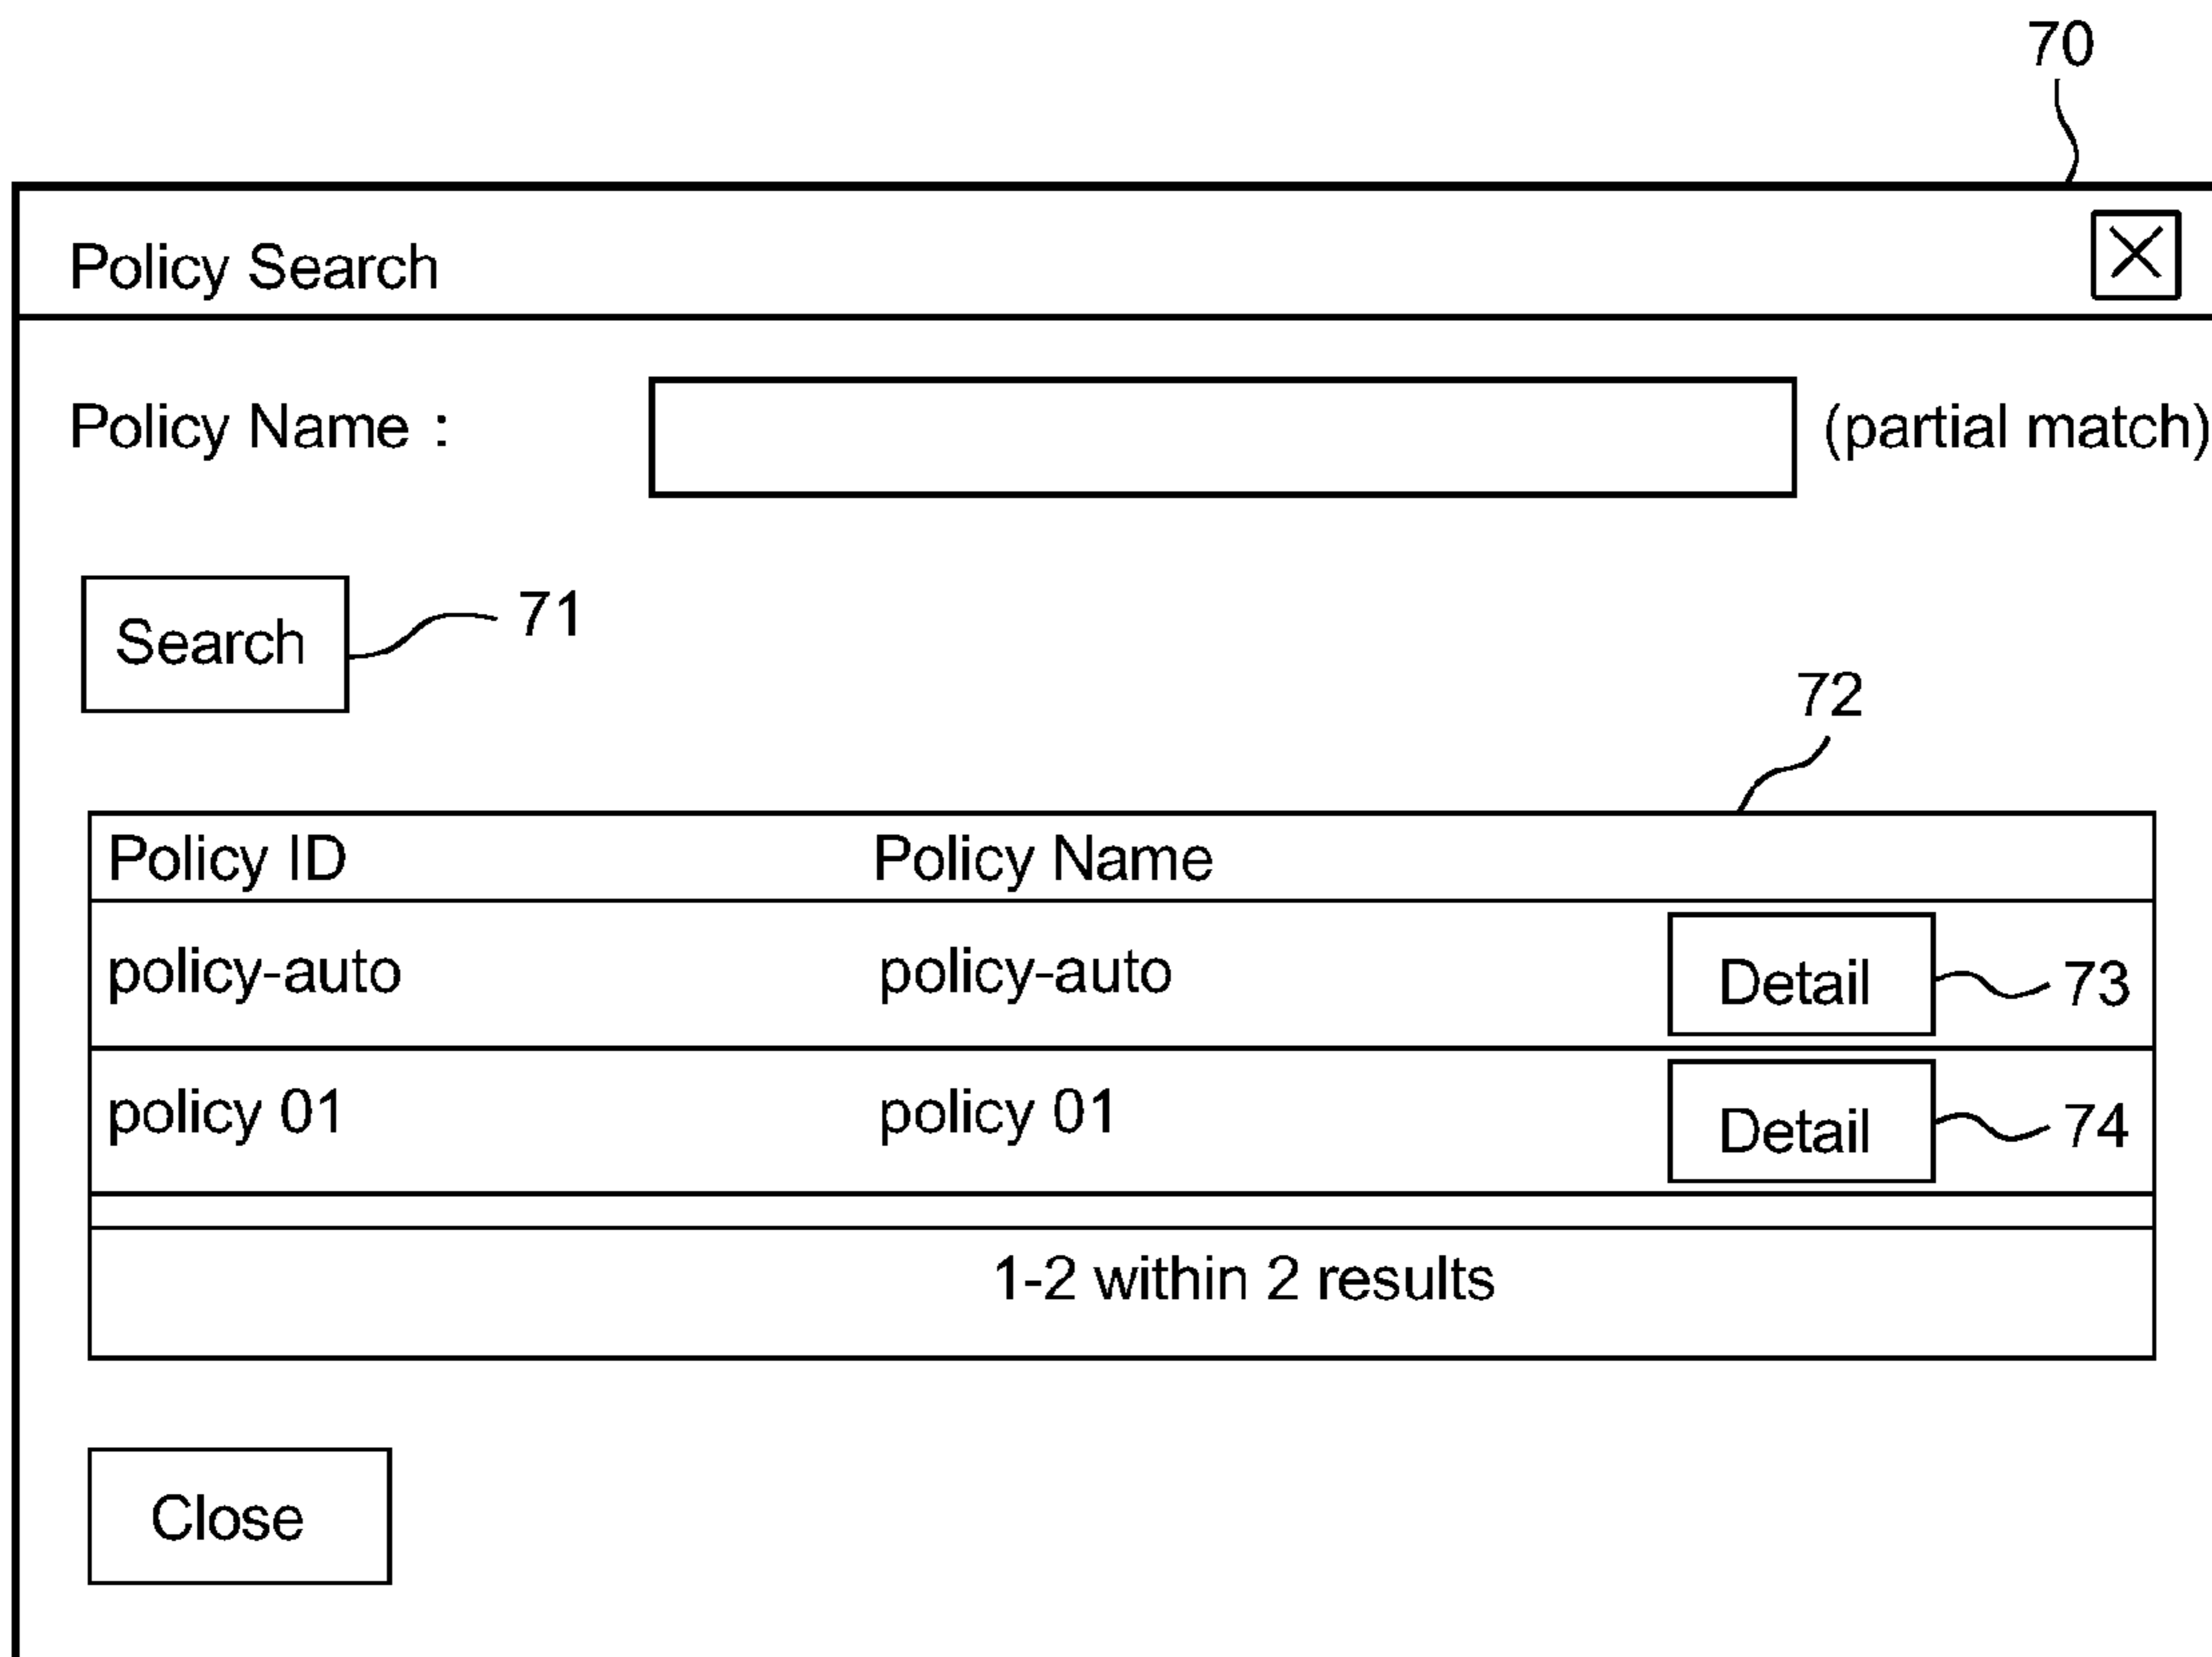 70
Policy Search
Policy Name : (partial match)
Search 71
72
Policy ID Policy Name
policy-auto policy-auto Detail 73
policy 01 policy 01 Detail 74
1-2 within 2 results
Close